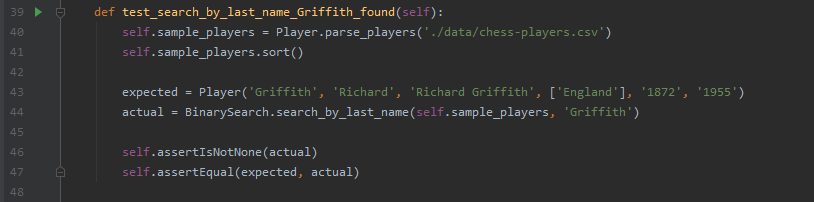 39 def test_search_by_last_name_Griffith_found(self):
40 self.sample_players = Player.parse_players('./data/chess-players.csv')
41 self.sample_players.sort()
42
43 expected = Player('Griffith', 'Richard', 'Richard Griffith', ['England'], '1872', '1955')
44 actual = BinarySearch.search_by_last_name(self.sample_players, 'Griffith')
45
46 self.assertIsNotNone(actual)
47 self.assertEqual(expected, actual)
48